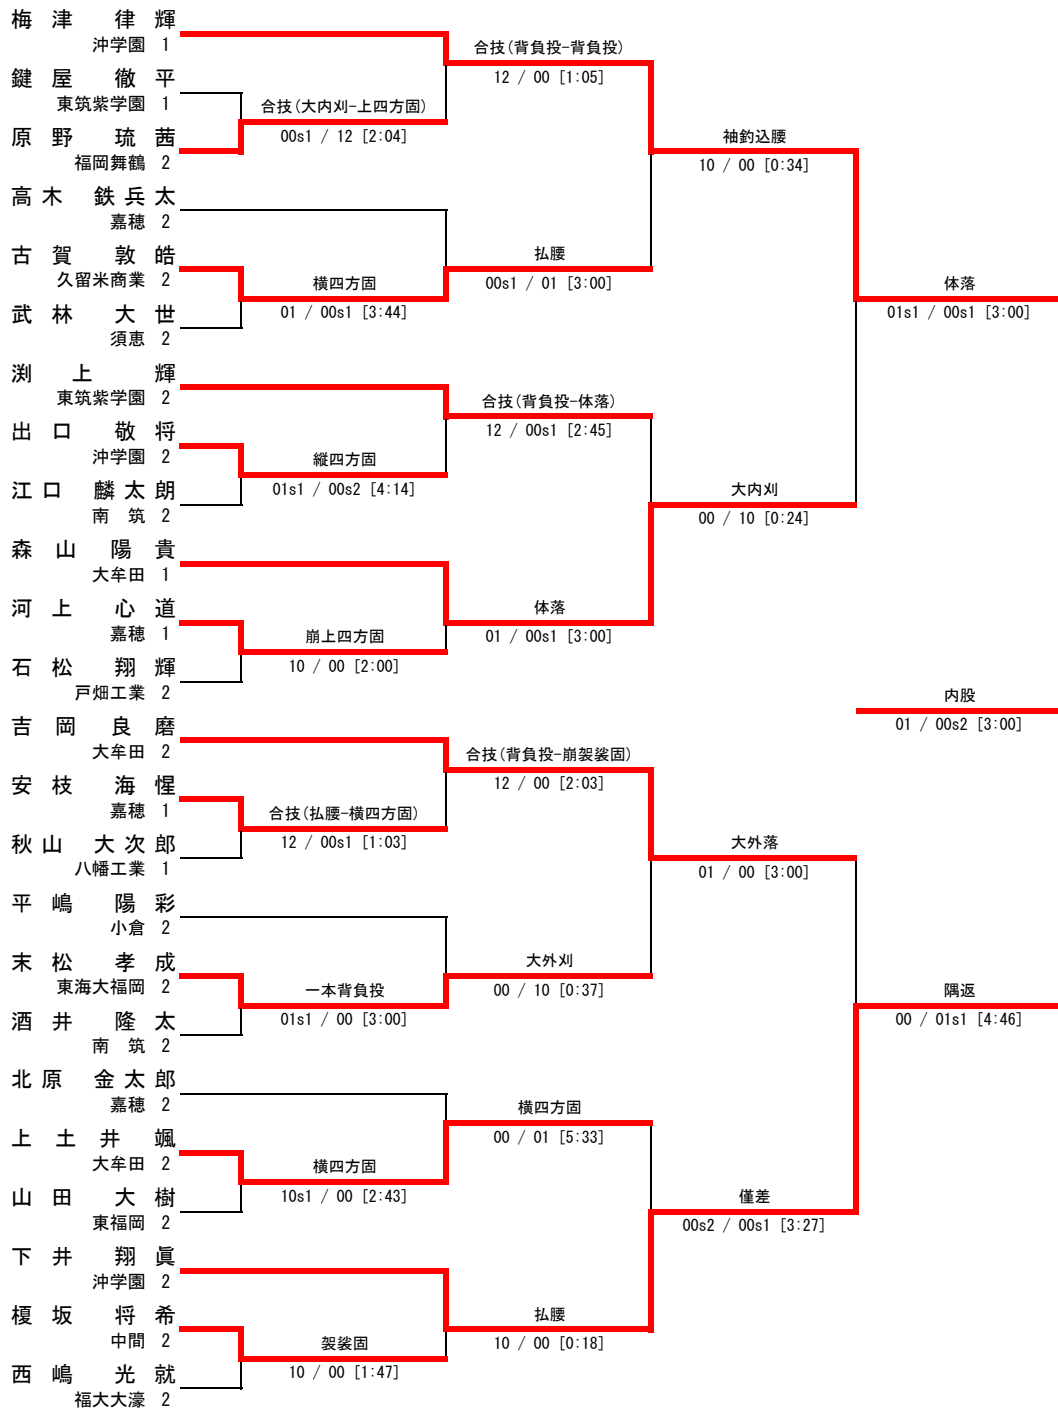 梅津 律輝
沖学園 1
合技(背負投-背負投)
12 / 00 [1:05]
鍵屋 徹平
東筑紫学園 1
合技(大内刈-上四方固)
00s1 / 12 [2:04]
原野 琉茜
福岡舞鶴 2
袖釣込腰
10 / 00 [0:34]
高木 鉄兵太
嘉穂 2
古賀 敦皓
久留米商業 2
払腰
00s1 / 01 [3:00]
横四方固
01 / 00s1 [3:44]
体落
01s1 / 00s1 [3:00]
武林 大世
須恵 2
渕上 輝
東筑紫学園 2
合技(背負投-体落)
12 / 00s1 [2:45]
出口 敬将
沖学園 2
縦四方固
01s1 / 00s2 [4:14]
江口 麟太朗
南 筑 2
大内刈
00 / 10 [0:24]
森山 陽貴
大牟田 1
河上 心道
嘉穂 1
体落
01 / 00s1 [3:00]
崩上四方固
10 / 00 [2:00]
石松 翔輝
戸畑工業 2
内股
01 / 00s2 [3:00]
吉岡 良磨
大牟田 2
合技(背負投-崩袈裟固)
12 / 00 [2:03]
安枝 海惺
嘉穂 1
合技(払腰-横四方固)
12 / 00s1 [1:03]
秋山 大次郎
八幡工業 1
大外落
01 / 00 [3:00]
平嶋 陽彩
小倉 2
末松 孝成
東海大福岡 2
大外刈
00 / 10 [0:37]
一本背負投
01s1 / 00 [3:00]
隅返
00 / 01s1 [4:46]
酒井 隆太
南 筑 2
北原 金太郎
嘉穂 2
横四方固
00 / 01 [5:33]
上土井 颯
大牟田 2
横四方固
10s1 / 00 [2:43]
山田 大樹
東福岡 2
僅差
00s2 / 00s1 [3:27]
下井 翔眞
沖学園 2
榎坂 将希
中間 2
払腰
10 / 00 [0:18]
袈裟固
10 / 00 [1:47]
西嶋 光就
福大大濠 2